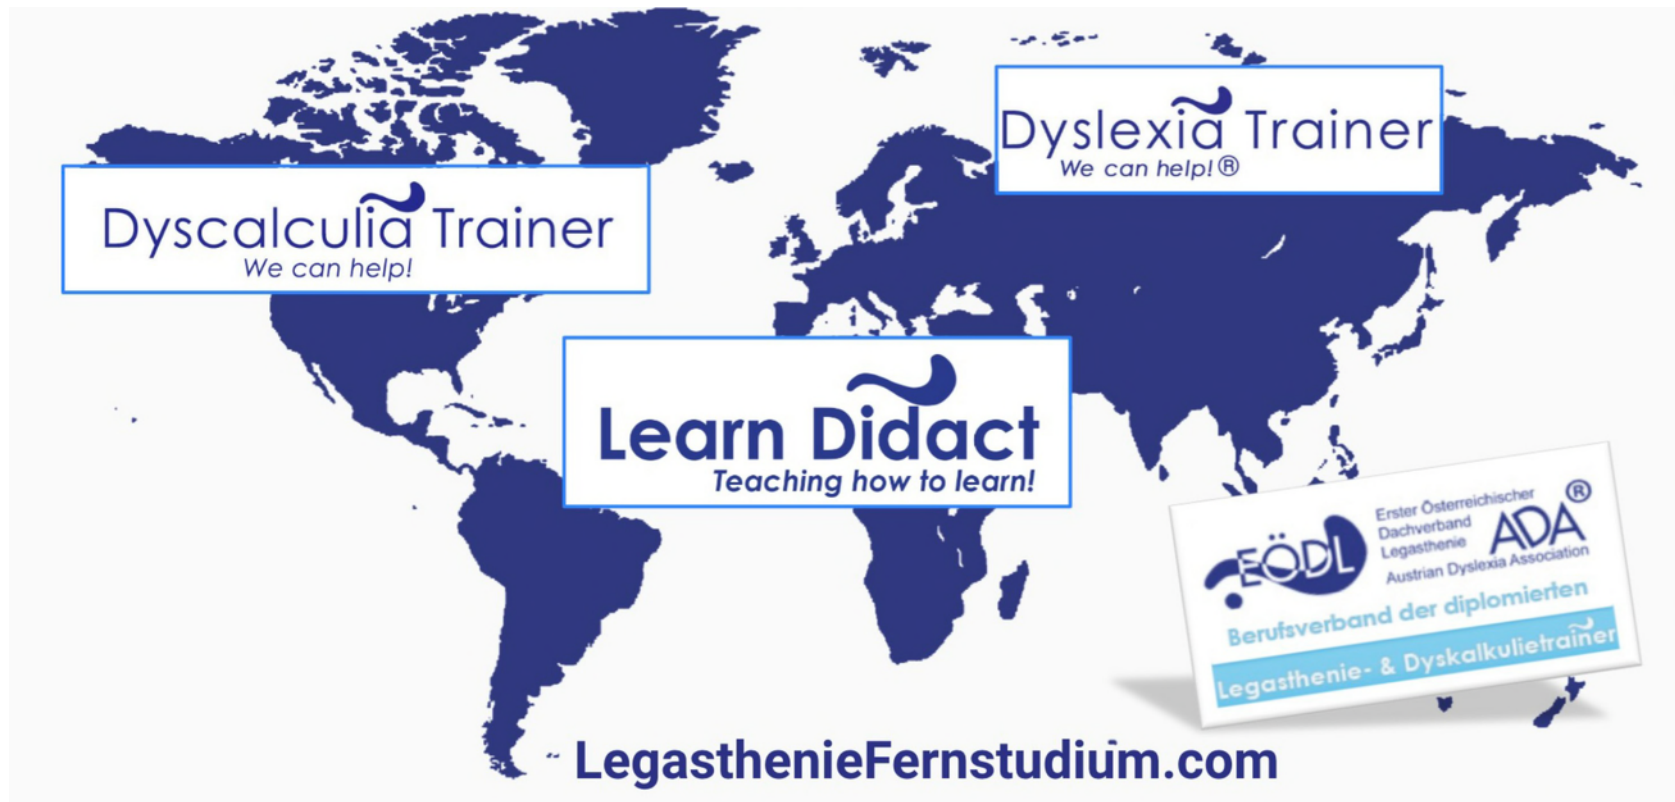 Dyslexia Trainer
We can help!®
Dyscalculia Trainer
We can help!
Learn Didact
Teaching how to learn!
EÖDL
Erster Österreichischer
Dachverband
Legasthenie
ADA®
Austrian Dyslexia Association
Berufsverband der diplomierten
Legasthenie- & Dyskalkulietrainer
LegasthenieFernstudium.com